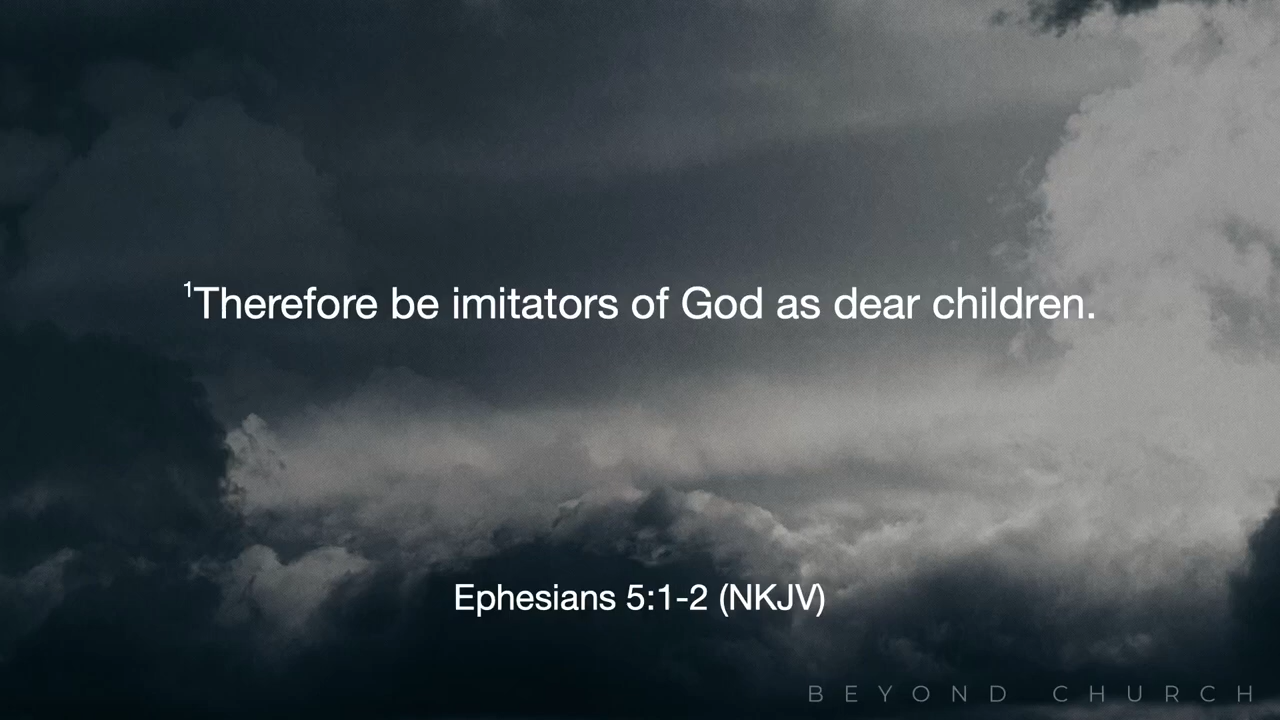 ¹Therefore be imitators of God as dear children.
Ephesians 5:1-2 (NKJV)
BEYOND CHURCH